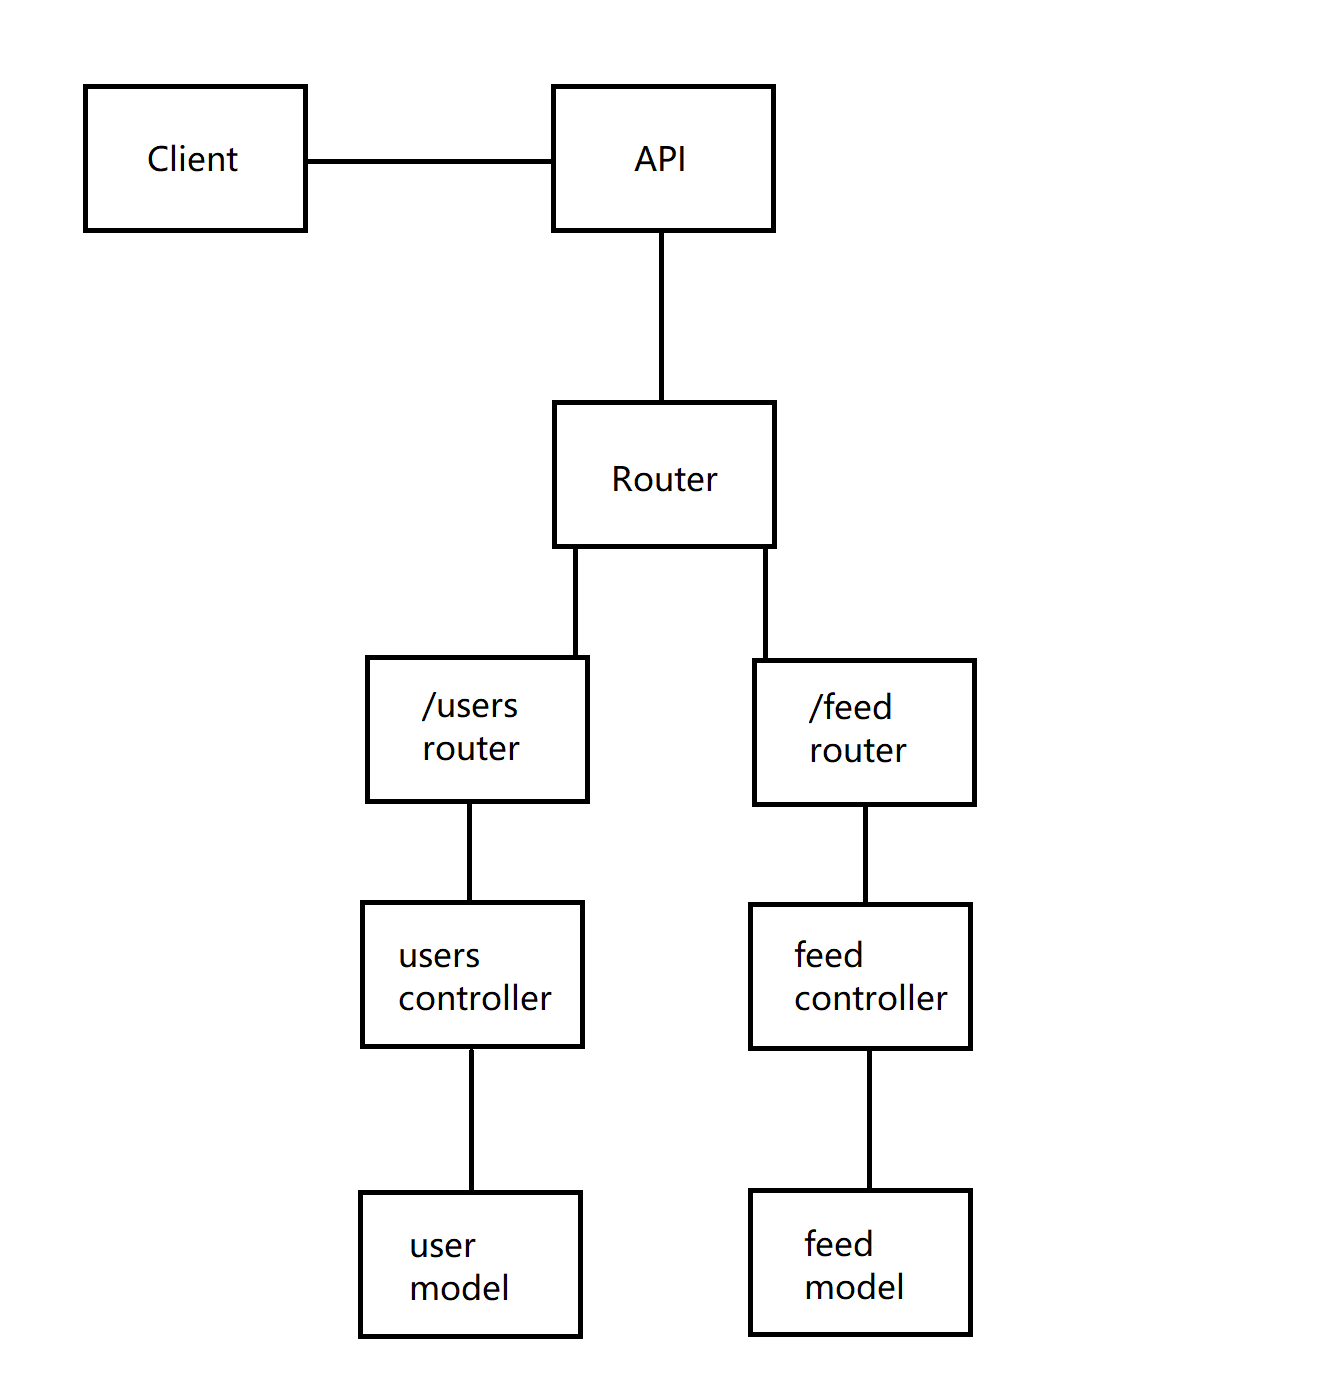 Client
API
Router
/users
router
/feed
router
users
controller
feed
controller
user
model
feed
model